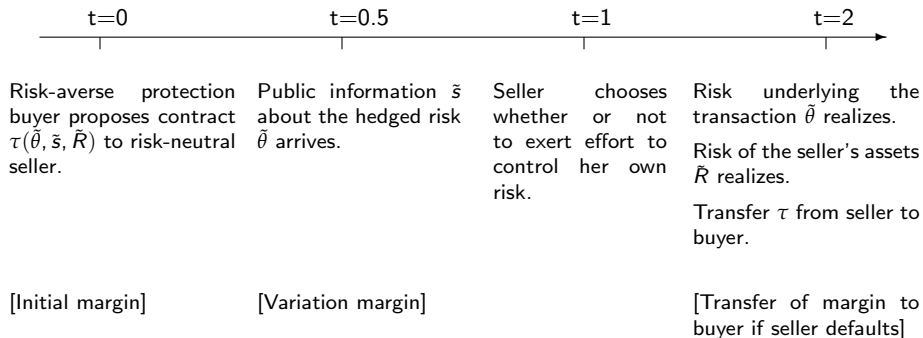 t=0 t=0.5 t=1 t=2
Risk-averse protection
buyer proposes contract
τ(θ̃, s̃, R̃) to risk-neutral
seller.
Public information s̃
about the hedged risk
θ̃ arrives.
Seller chooses
whether or not
to exert effort to
control her own
risk.
Risk underlying the
transaction θ̃ realizes.
Risk of the seller's assets
R̃ realizes.
Transfer τ from seller to
buyer.
[Initial margin]
[Variation margin]
[Transfer of margin to
buyer if seller defaults]